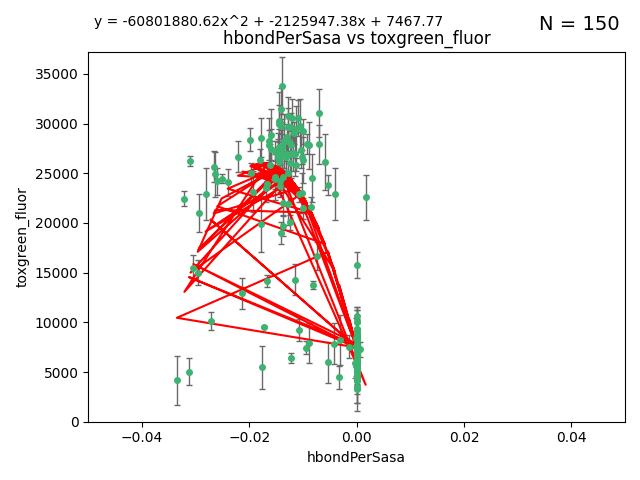 y = -60801880.62x^2 + -2125947.38x + 7467.77
N = 150
hbondPerSasa vs toxgreen_fluor
35000
30000
25000
20000
15000
10000
5000
0
toxgreen_fluor
−0.04
−0.02
0.00
0.02
0.04
hbondPerSasa